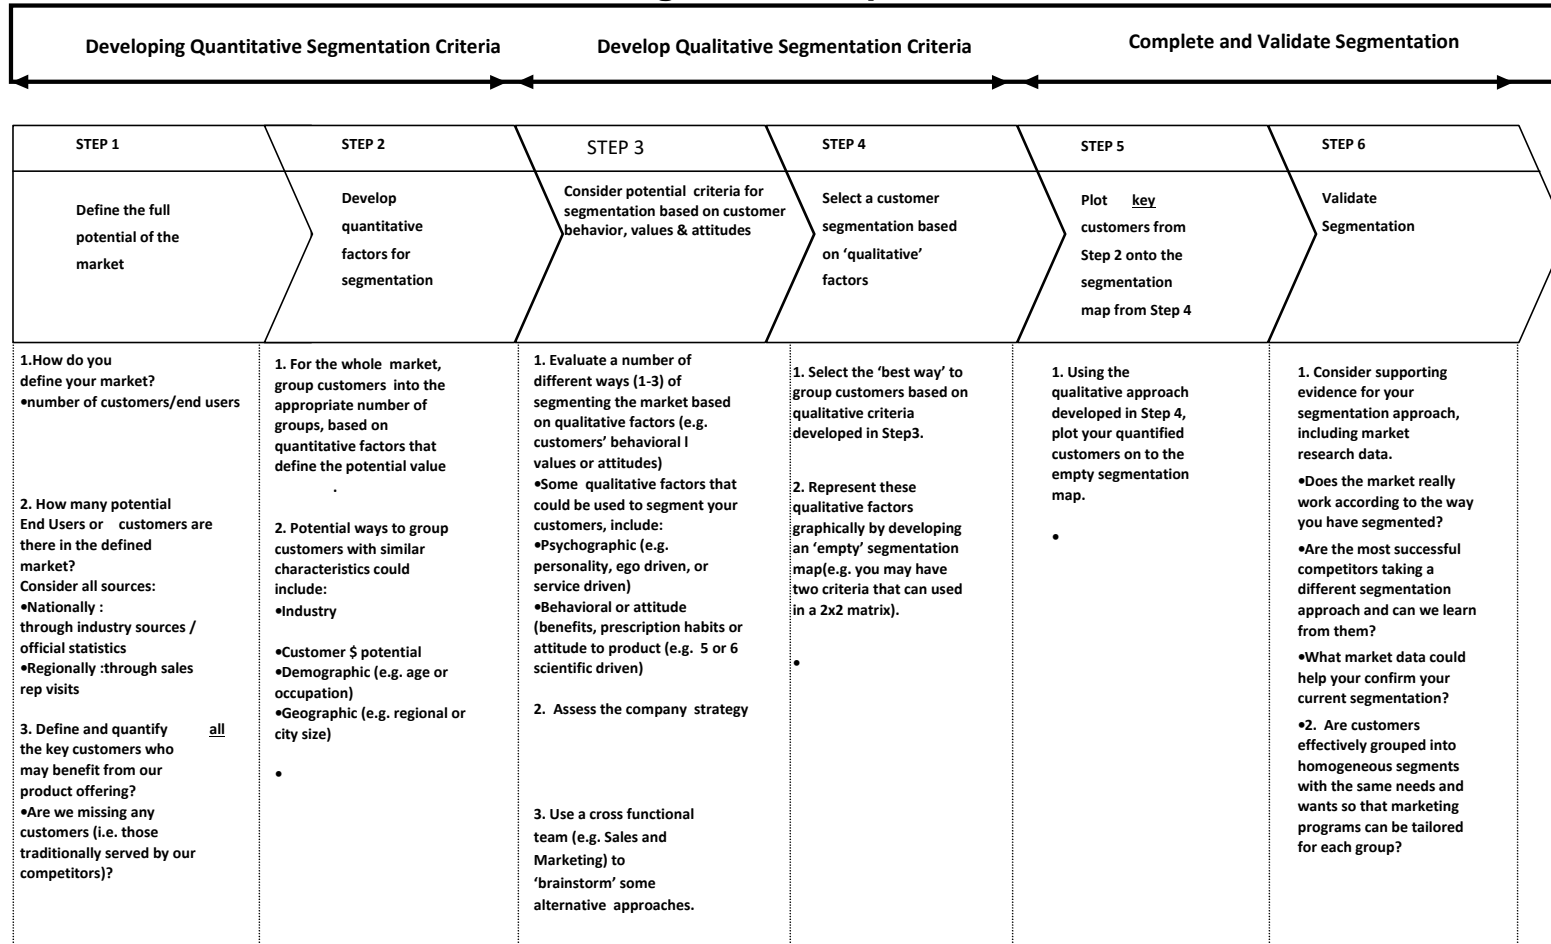 Developing Quantitative Segmentation Criteria
Develop Qualitative Segmentation Criteria
Complete and Validate Segmentation
STEP 1
Define the full
potential of the
market
STEP 2
Develop
quantitative
factors for
segmentation
STEP 3
Consider potential criteria for
segmentation based on customer
behavior, values & attitudes
STEP 4
Select a customer
segmentation based
on ‘qualitative’
factors
STEP 5
Plot key
customers from
Step 2 onto the
segmentation
map from Step 4
STEP 6
Validate
Segmentation
1.How do you
define your market?
•number of customers/end users
2. How many potential
End Users or customers are
there in the defined
market?
Consider all sources:
•Nationally :
through industry sources /
official statistics
•Regionally :through sales
rep visits
3. Define and quantify all
the key customers who
may benefit from our
product offering?
•Are we missing any
customers (i.e. those
traditionally served by our
competitors)?
1. For the whole market,
group customers into the
appropriate number of
groups, based on
quantitative factors that
define the potential value
.
2. Potential ways to group
customers with similar
characteristics could
include:
•Industry
•Customer $ potential
•Demographic (e.g. age or
occupation)
•Geographic (e.g. regional or
city size)
•
1. Evaluate a number of
different ways (1-3) of
segmenting the market based
on qualitative factors (e.g.
customers’ behavioral l
values or attitudes)
•Some qualitative factors that
could be used to segment your
customers, include:
•Psychographic (e.g.
personality, ego driven, or
service driven)
•Behavioral or attitude
(benefits, prescription habits or
attitude to product (e.g. 5 or 6
scientific driven)
2. Assess the company strategy
3. Use a cross functional
team (e.g. Sales and
Marketing) to
‘brainstorm’ some
alternative approaches.
1. Select the ‘best way’ to
group customers based on
qualitative criteria
developed in Step3.
2. Represent these
qualitative factors
graphically by developing
an ‘empty’ segmentation
map(e.g. you may have
two criteria that can used
in a 2x2 matrix).
•
1. Using the
qualitative approach
developed in Step 4,
plot your quantified
customers on to the
empty segmentation
map.
•
1. Consider supporting
evidence for your
segmentation approach,
including market
research data.
•Does the market really
work according to the way
you have segmented?
•Are the most successful
competitors taking a
different segmentation
approach and can we learn
from them?
•What market data could
help your confirm your
current segmentation?
•2. Are customers
effectively grouped into
homogeneous segments
with the same needs and
wants so that marketing
programs can be tailored
for each group?